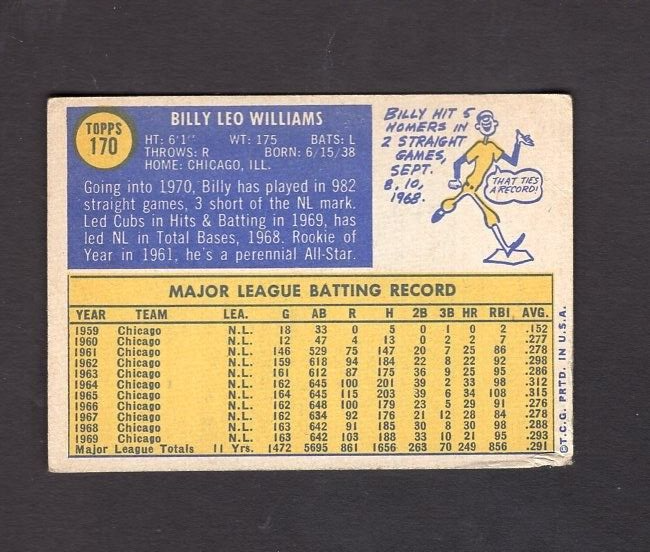 TOPPS
170
BILLY LEO WILLIAMS
HT: 6'1" WT: 175 BATS: L
THROWS: R BORN: 6/15/38
HOME: CHICAGO, ILL.
Going into 1970, Billy has played in 982
straight games, 3 short of the NL mark.
Led Cubs in Hits & Batting in 1969, has
led NL in Total Bases, 1968. Rookie of
Year in 1961, he's a perennial All-Star.
BILLY HIT 5
HOMERS IN
2 STRAIGHT
GAMES,
SEPT.
8, 10,
1968.
THAT TIES
A RECORD!
MAJOR LEAGUE BATTING RECORD
YEAR TEAM LEA. G AB R H 2B 3B HR RBI AVG.
1959 Chicago N.L. 18 33 0 5 0 1 0 2 .152
1960 Chicago N.L. 12 47 4 13 0 2 2 7 .277
1961 Chicago N.L. 146 529 75 147 20 7 25 86 .278
1962 Chicago N.L. 159 618 94 184 22 8 22 92 .298
1963 Chicago N.L. 161 612 87 175 36 9 25 95 .286
1964 Chicago N.L. 162 645 100 201 39 2 33 98 .312
1965 Chicago N.L. 164 645 115 203 39 6 34 108 .315
1966 Chicago N.L. 162 648 100 179 23 5 29 91 .276
1967 Chicago N.L. 162 634 92 176 21 12 28 84 .278
1968 Chicago N.L. 163 642 91 185 30 8 30 98 .288
1969 Chicago N.L. 163 642 103 188 33 10 21 95 .293
Major League Totals 11 Yrs. 1472 5695 861 1656 263 70 249 856 .291
©T.C.G. PRTD. IN U.S.A.